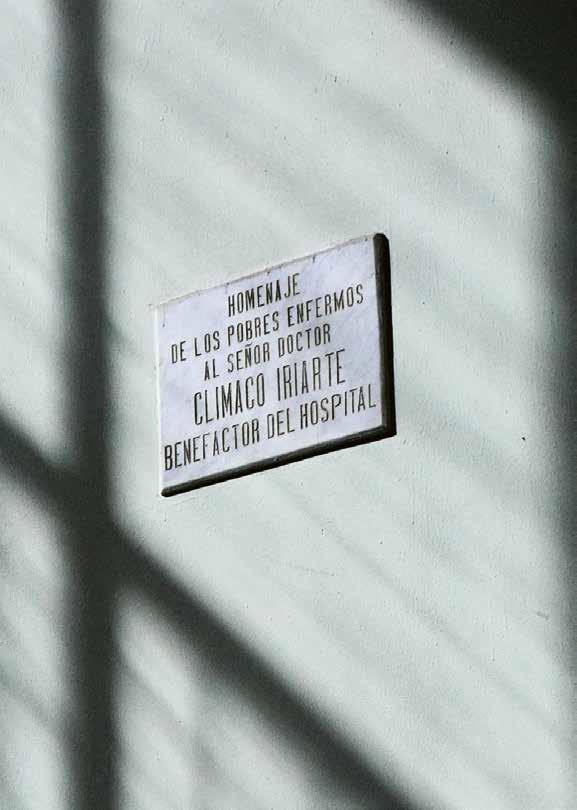 HOMENAJE
DE LOS POBRES ENFERMOS
AL SEÑOR DOCTOR
CLIMACO IRIARTE
BENEFACTOR DEL HOSPITAL